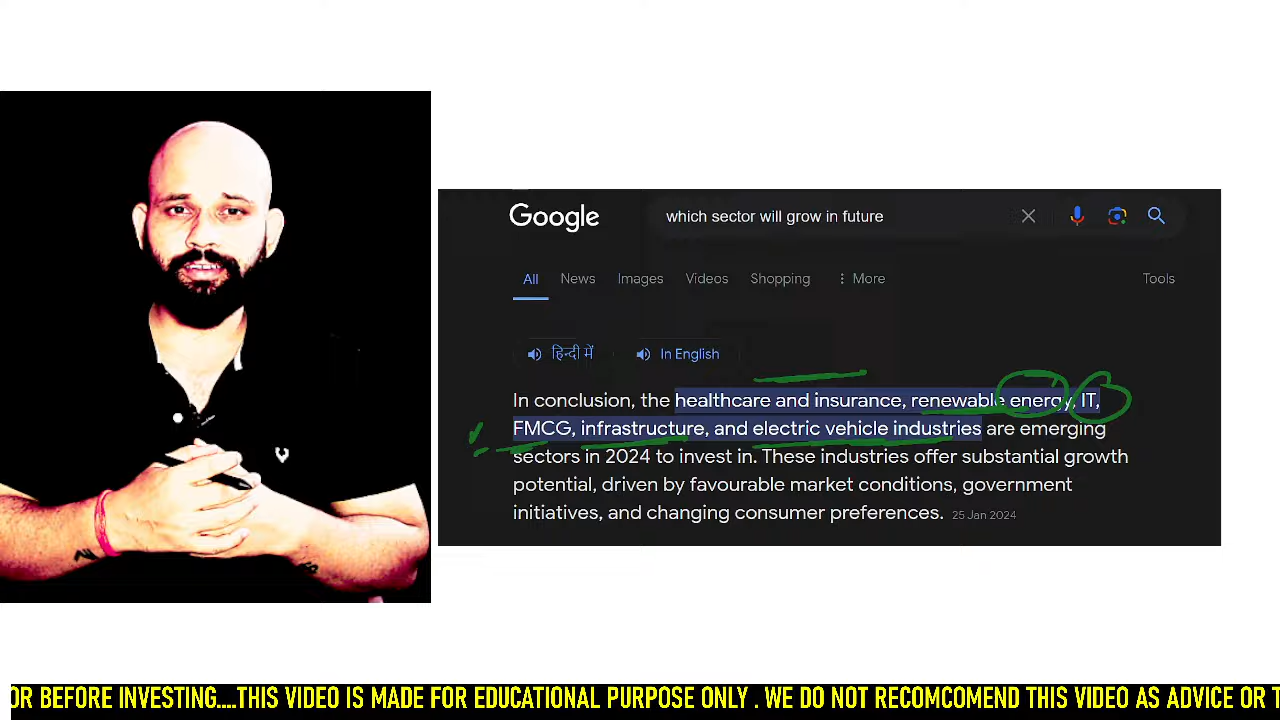 Google
which sector will grow in future
All News Images Videos Shopping More Tools
हिन्दी में In English
In conclusion, the healthcare and insurance, renewable energy, IT,
FMCG, infrastructure, and electric vehicle industries are emerging
sectors in 2024 to invest in. These industries offer substantial growth
potential, driven by favourable market conditions, government
initiatives, and changing consumer preferences. 25 Jan 2024
OR BEFORE INVESTING....THIS VIDEO IS MADE FOR EDUCATIONAL PURPOSE ONLY . WE DO NOT RECOMCOMEND THIS VIDEO AS ADVICE OR T